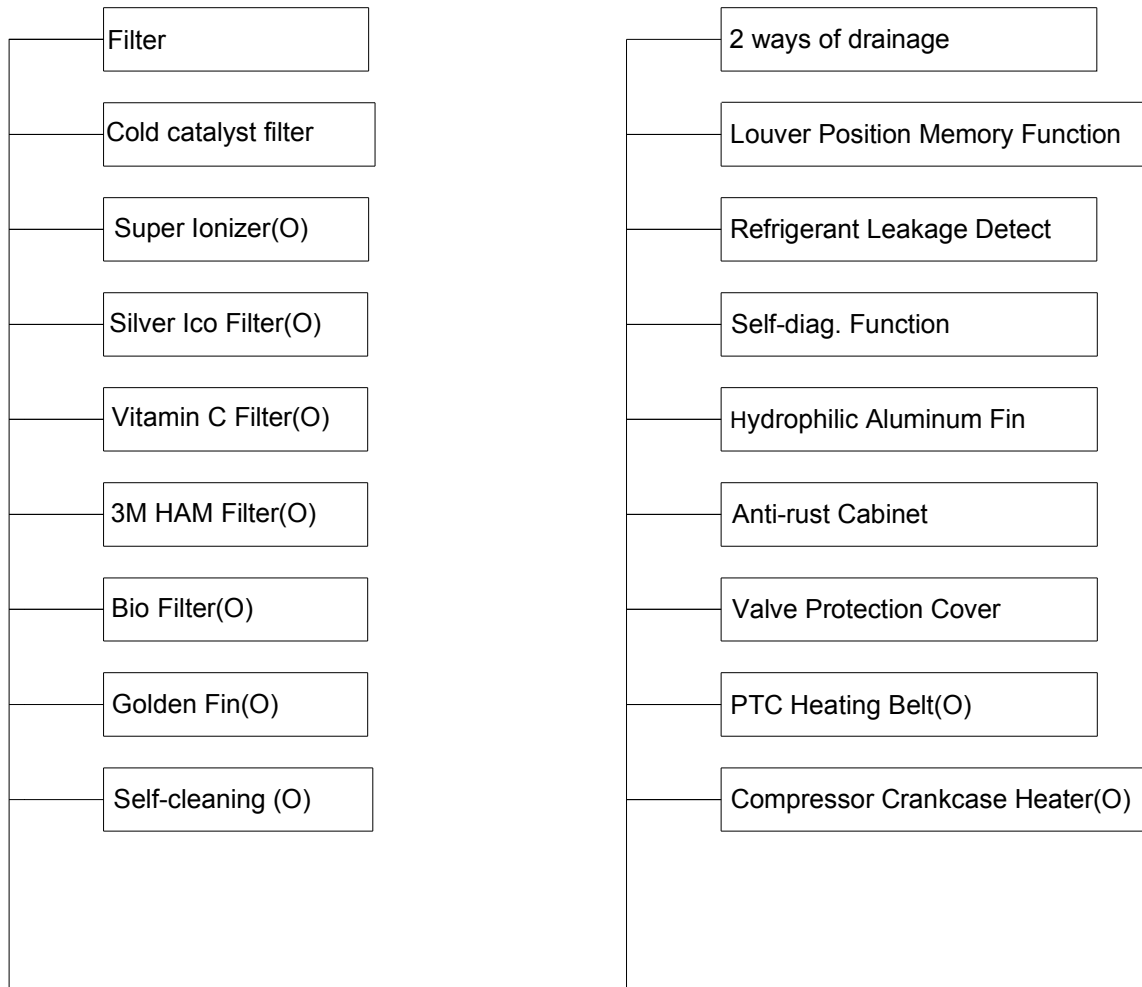 Filter
Cold catalyst filter
Super Ionizer(O)
Silver Ico Filter(O)
Vitamin C Filter(O)
3M HAM Filter(O)
Bio Filter(O)
Golden Fin(O)
Self-cleaning (O)
2 ways of drainage
Louver Position Memory Function
Refrigerant Leakage Detect
Self-diag. Function
Hydrophilic Aluminum Fin
Anti-rust Cabinet
Valve Protection Cover
PTC Heating Belt(O)
Compressor Crankcase Heater(O)